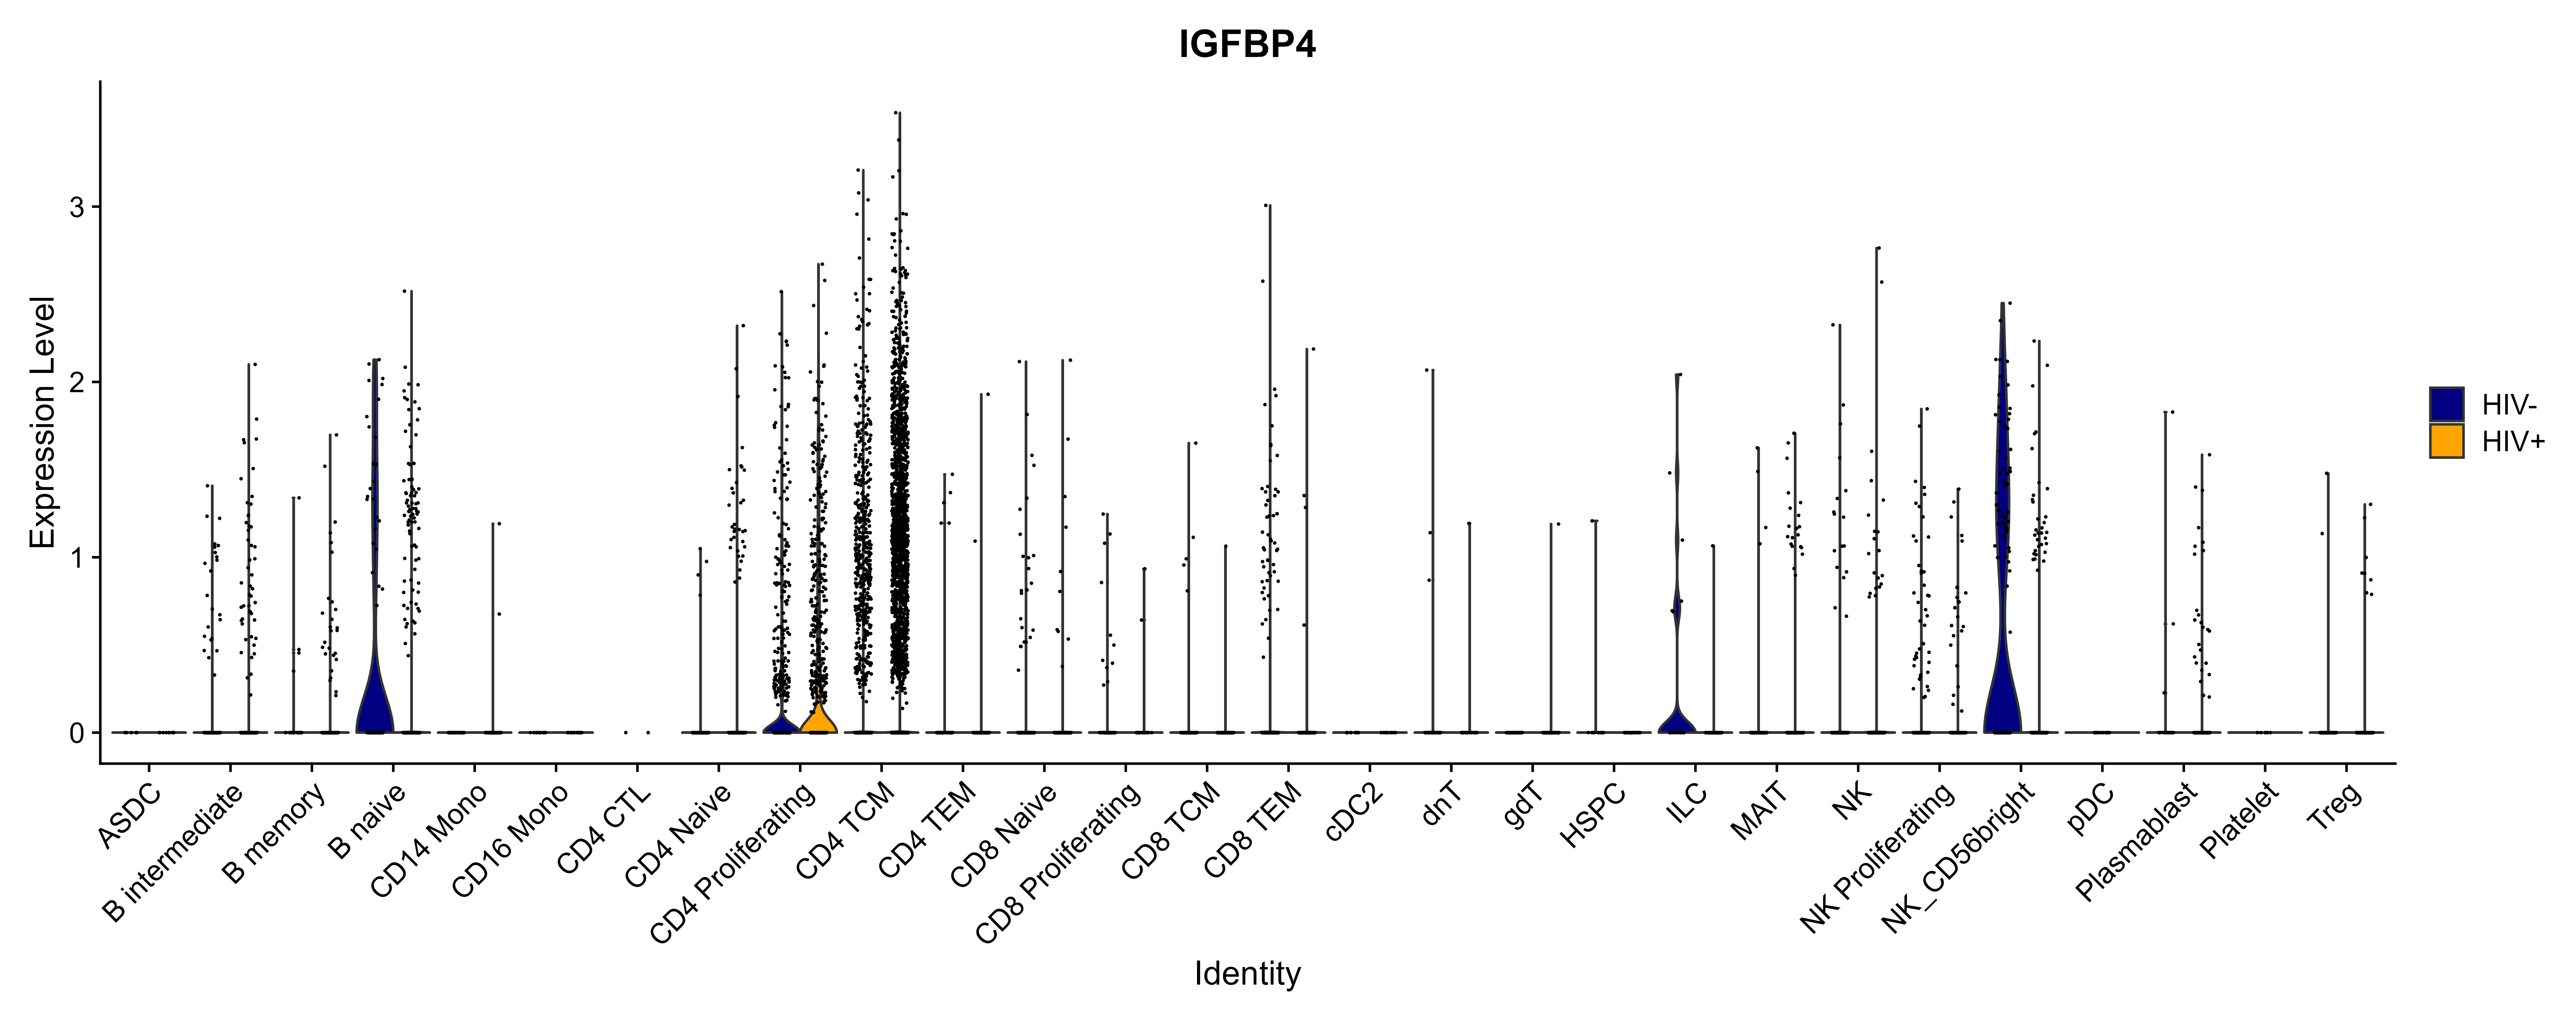 IGFBP4
Expression Level
3
2
1
0
HIV-
HIV+
ASDC
B intermediate
B memory
B naive
CD14 Mono
CD16 Mono
CD4 CTL
CD4 Naive
CD4 Proliferating
CD4 TCM
CD4 TEM
CD8 Naive
CD8 Proliferating
CD8 TCM
CD8 TEM
cDC2
dnT
gdT
HSPC
ILC
MAIT
NK
NK Proliferating
NK_CD56bright
pDC
Plasmablast
Platelet
Treg
Identity